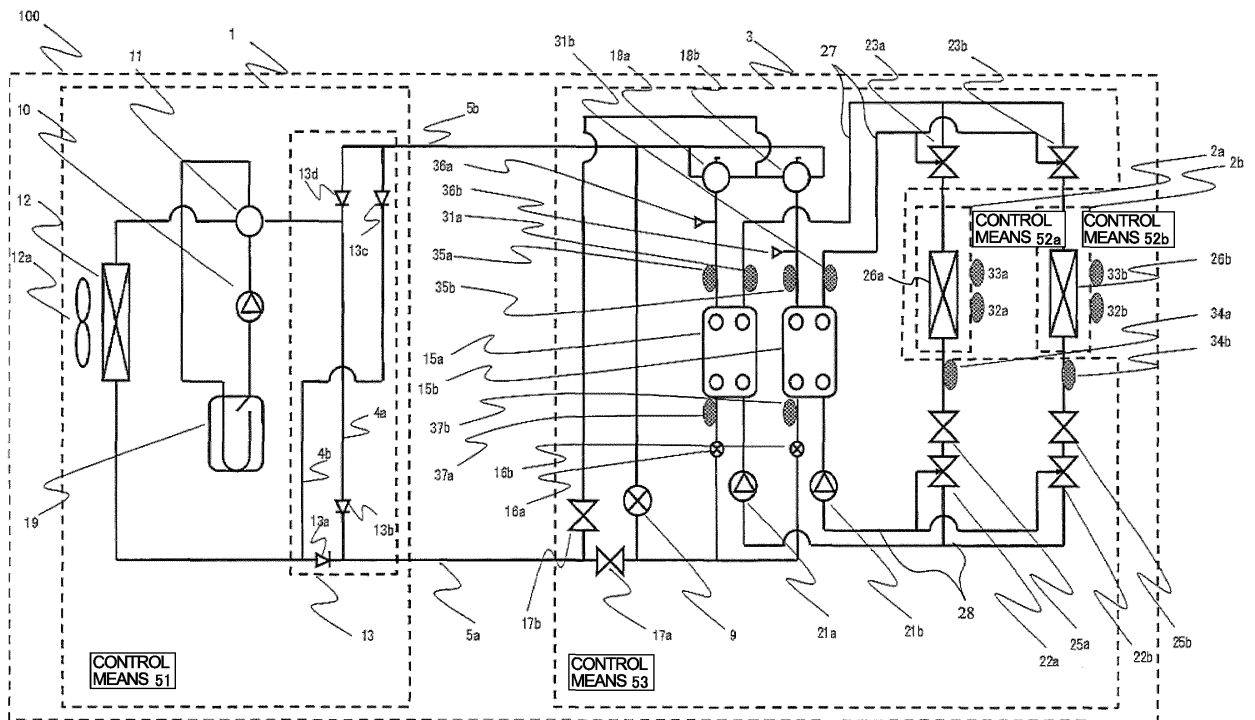 100
1
11
10
12
12a
19
13d
13c
4a
4b
13a
13b
13
5b
5a
CONTROL
MEANS 51
3
31b
18a
18b
27
23a
23b
2a
2b
36a
36b
31a
35a
35b
15a
15b
37b
37a
16b
16a
17b
17a
9
21a
21b
28
22a
25a
22b
25b
CONTROL
MEANS 52a
CONTROL
MEANS 52b
26a
33a
32a
33b
32b
26b
34a
34b
CONTROL
MEANS 53